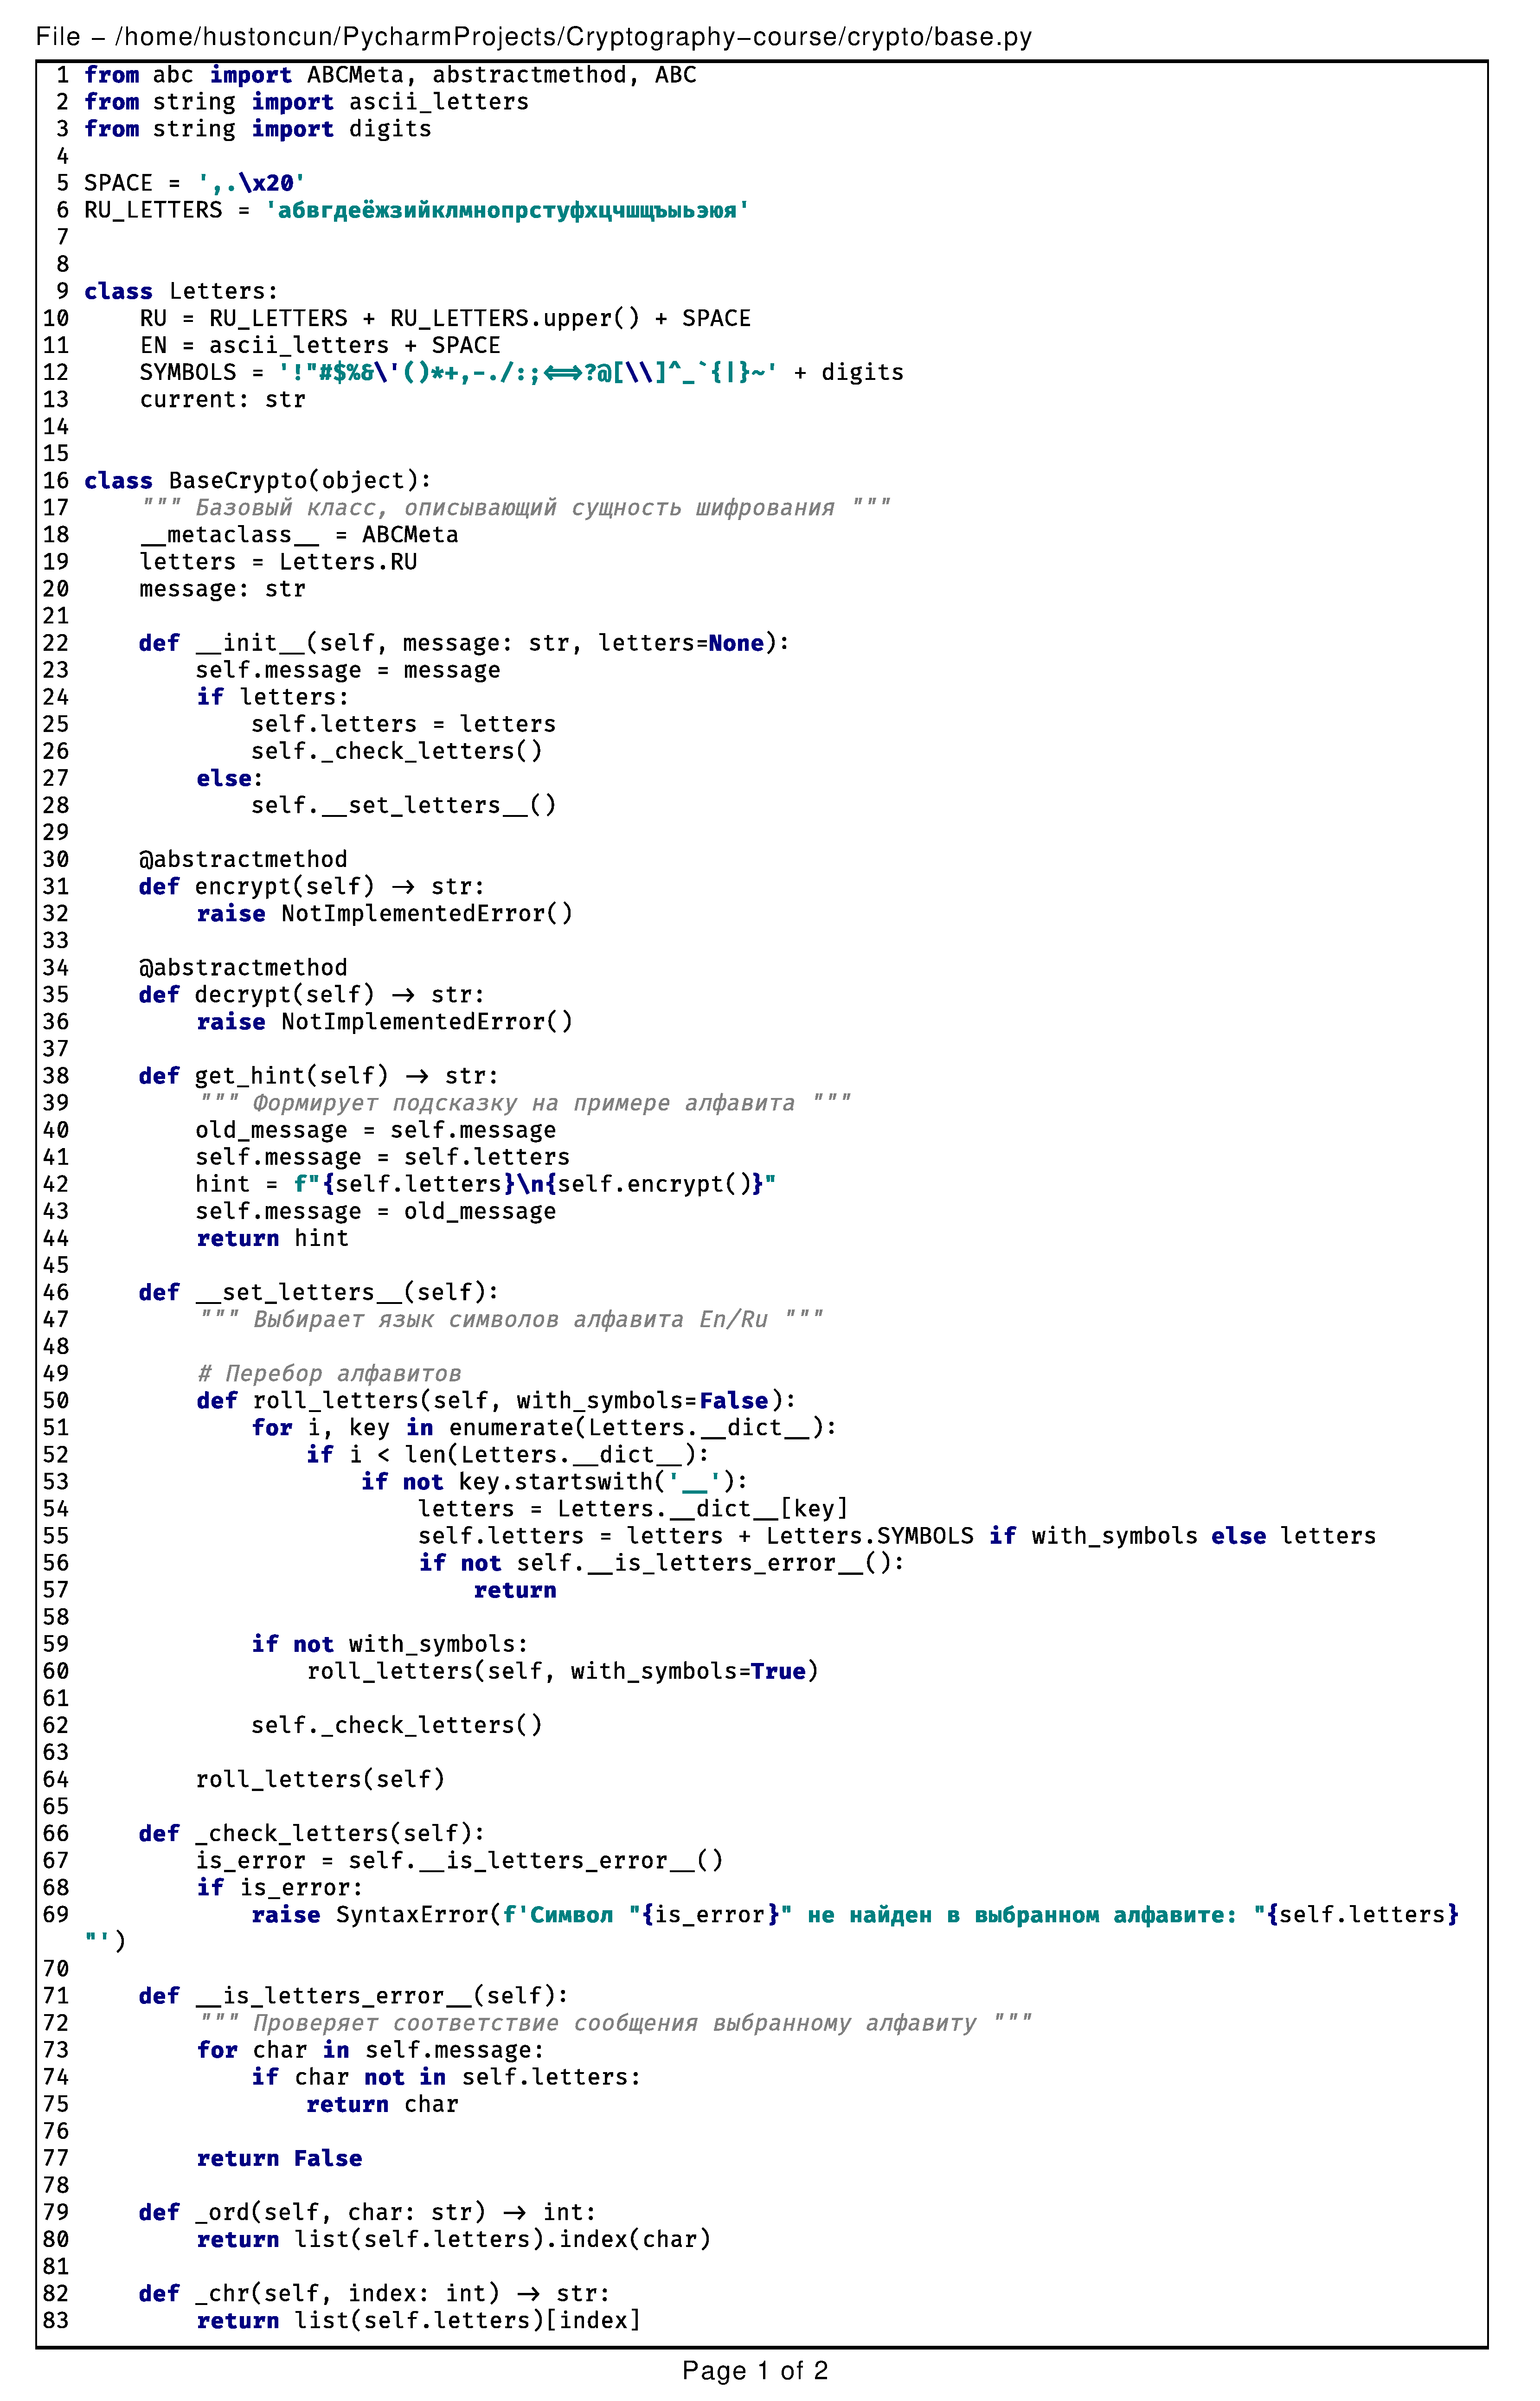 File – /home/hustoncun/PycharmProjects/Cryptography–course/crypto/base.py
1 from abc import ABCMeta, abstractmethod, ABC
2 from string import ascii_letters
3 from string import digits
4
5 SPACE = ',.\x20'
6 RU_LETTERS = 'абвгдеёжзийклмнопрстуфхцчшщъыьэюя'
7
8
9 class Letters:
10     RU = RU_LETTERS + RU_LETTERS.upper() + SPACE
11     EN = ascii_letters + SPACE
12     SYMBOLS = '!"#$%&\'()*+,-./:;<=>?@[\\]^_`{|}~' + digits
13     current: str
14
15
16 class BaseCrypto(object):
17     """ Базовый класс, описывающий сущность шифрования """
18     __metaclass__ = ABCMeta
19     letters = Letters.RU
20     message: str
21
22     def __init__(self, message: str, letters=None):
23         self.message = message
24         if letters:
25             self.letters = letters
26             self._check_letters()
27         else:
28             self.__set_letters__()
29
30     @abstractmethod
31     def encrypt(self) -> str:
32         raise NotImplementedError()
33
34     @abstractmethod
35     def decrypt(self) -> str:
36         raise NotImplementedError()
37
38     def get_hint(self) -> str:
39         """ Формирует подсказку на примере алфавита """
40         old_message = self.message
41         self.message = self.letters
42         hint = f"{self.letters}\n{self.encrypt()}"
43         self.message = old_message
44         return hint
45
46     def __set_letters__(self):
47         """ Выбирает язык символов алфавита En/Ru """
48
49         # Перебор алфавитов
50         def roll_letters(self, with_symbols=False):
51             for i, key in enumerate(Letters.__dict__):
52                 if i < len(Letters.__dict__):
53                     if not key.startswith('__'):
54                         letters = Letters.__dict__[key]
55                         self.letters = letters + Letters.SYMBOLS if with_symbols else letters
56                         if not self.__is_letters_error__():
57                             return
58
59             if not with_symbols:
60                 roll_letters(self, with_symbols=True)
61
62             self._check_letters()
63
64         roll_letters(self)
65
66     def _check_letters(self):
67         is_error = self.__is_letters_error__()
68         if is_error:
69             raise SyntaxError(f'Символ "{is_error}" не найден в выбранном алфавите: "{self.letters}
"')
70
71     def __is_letters_error__(self):
72         """ Проверяет соответствие сообщения выбранному алфавиту """
73         for char in self.message:
74             if char not in self.letters:
75                 return char
76
77         return False
78
79     def _ord(self, char: str) -> int:
80         return list(self.letters).index(char)
81
82     def _chr(self, index: int) -> str:
83         return list(self.letters)[index]
Page 1 of 2